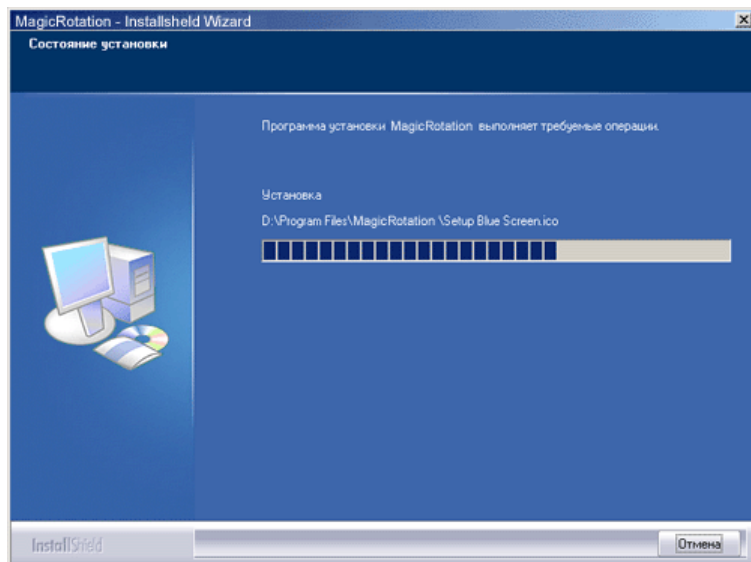 MagicRotation - Installsheld Wizard
Состояние установки
Программа установки MagicRotation выполняет требуемые операции.
Установка
D:\Program Files\MagicRotation \Setup Blue Screen.ico
InstallShield
Отмена